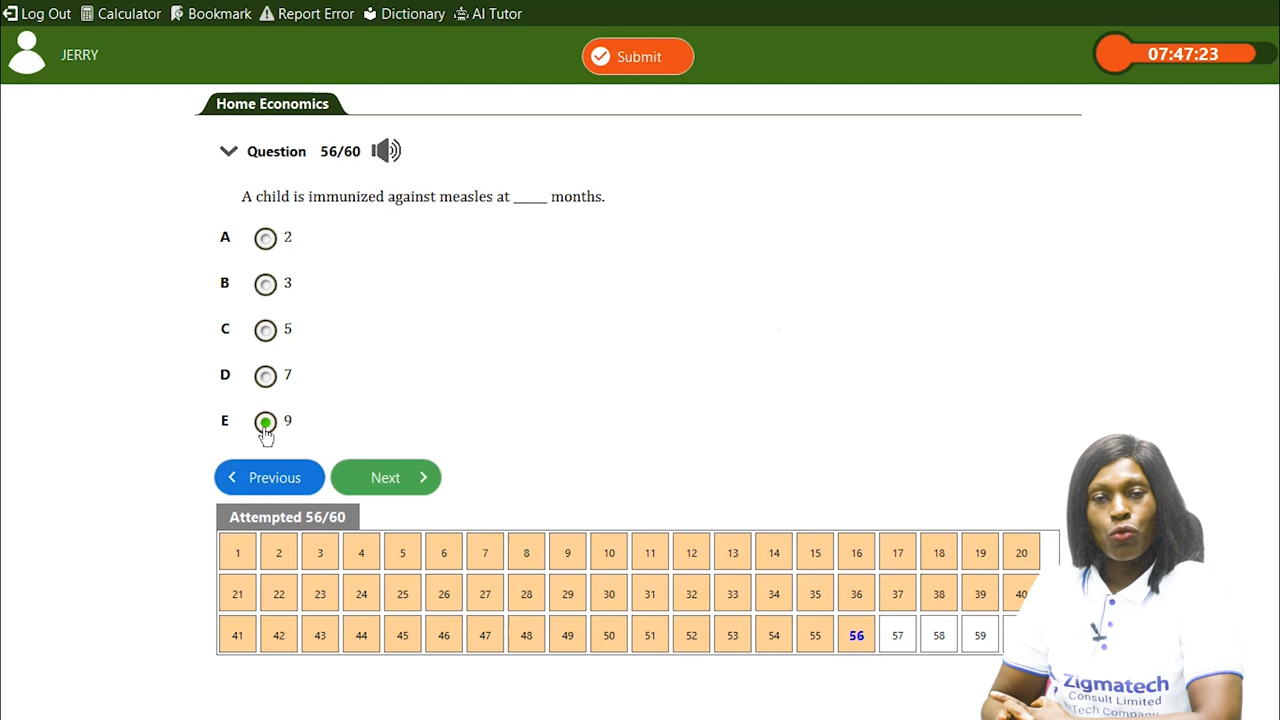 Log Out Calculator Bookmark Report Error Dictionary AI Tutor
JERRY
Submit
07:47:23
Home Economics
Question 56/60
A child is immunized against measles at ____ months.
A 2
B 3
C 5
D 7
E 9
Previous Next
Attempted 56/60
1 2 3 4 5 6 7 8 9 10 11 12 13 14 15 16 17 18 19 20
21 22 23 24 25 26 27 28 29 30 31 32 33 34 35 36 37 38 39 40
41 42 43 44 45 46 47 48 49 50 51 52 53 54 55 56 57 58 59
Zigmatech
Consult Limited
Tech Company